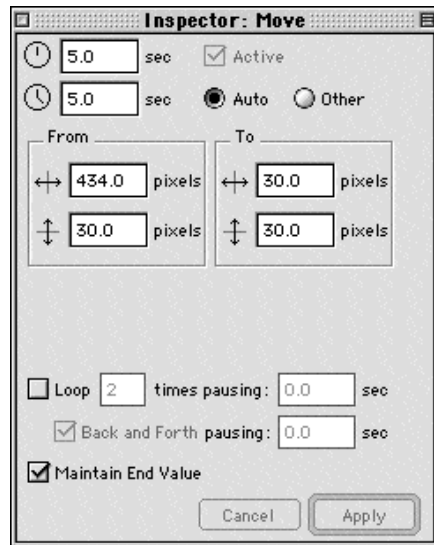 Inspector: Move
5.0 sec Active
5.0 sec Auto Other
From To
434.0 pixels 30.0 pixels
30.0 pixels 30.0 pixels
Loop 2 times pausing: 0.0 sec
Back and Forth pausing: 0.0 sec
Maintain End Value
Cancel Apply